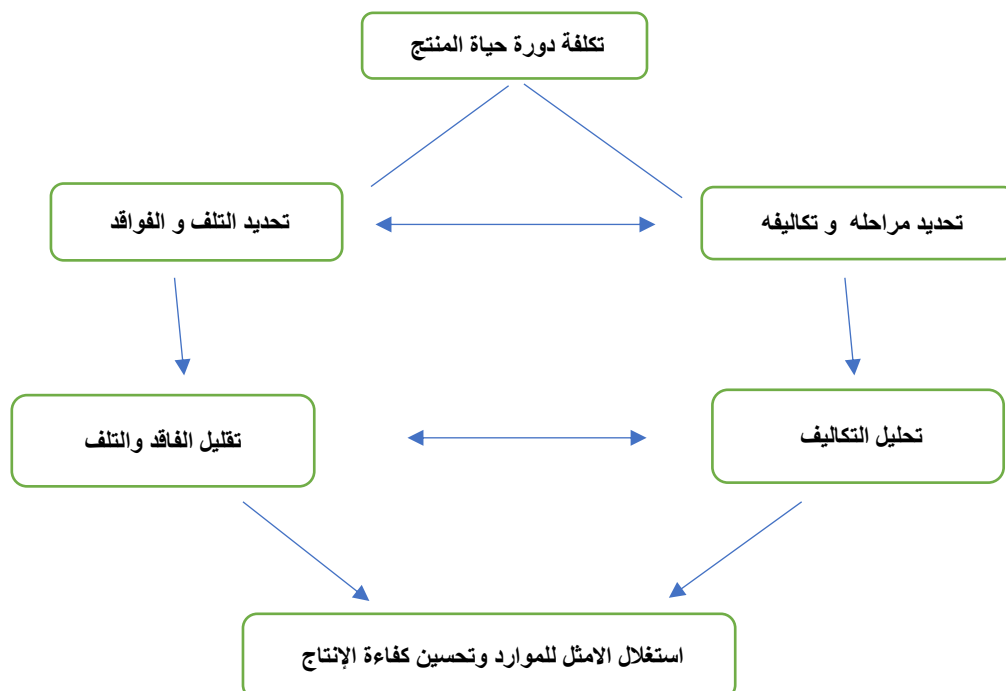 تكلفة دورة حياة المنتج
تحديد مراحله و تكاليفه
تحديد التلف و الفواقد
تحليل التكاليف
تقليل الفاقد والتلف
استغلال الامثل للموارد وتحسين كفاءة الإنتاج